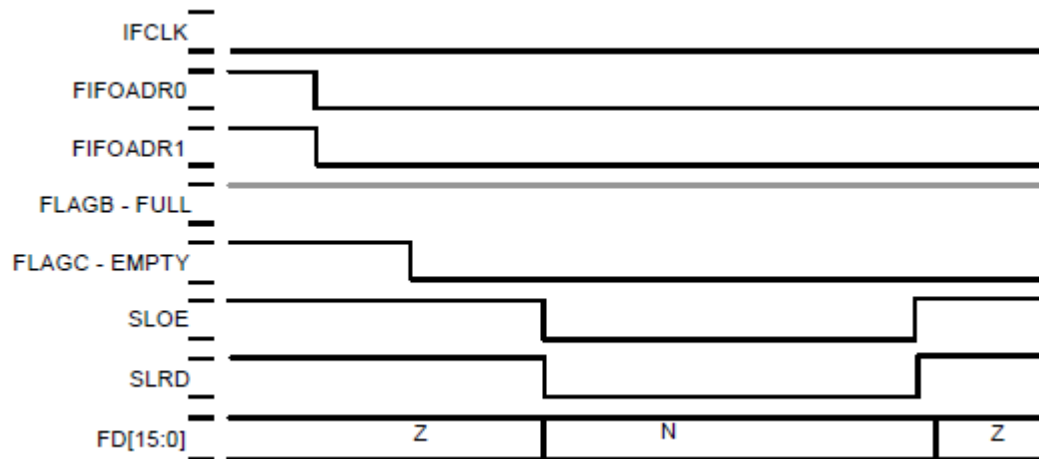 IFCLK
FIFOADR0
FIFOADR1
FLAGB - FULL
FLAGC - EMPTY
SLOE
SLRD
FD[15:0] Z N Z